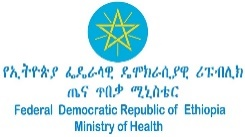 የኢትዮጵያ ፌዴራላዊ ዴሞክራሲያዊ ሪፐብሊክ
ጤና ጥበቃ ሚኒስቴር
Federal Democratic Republic of Ethiopia
Ministry of Health